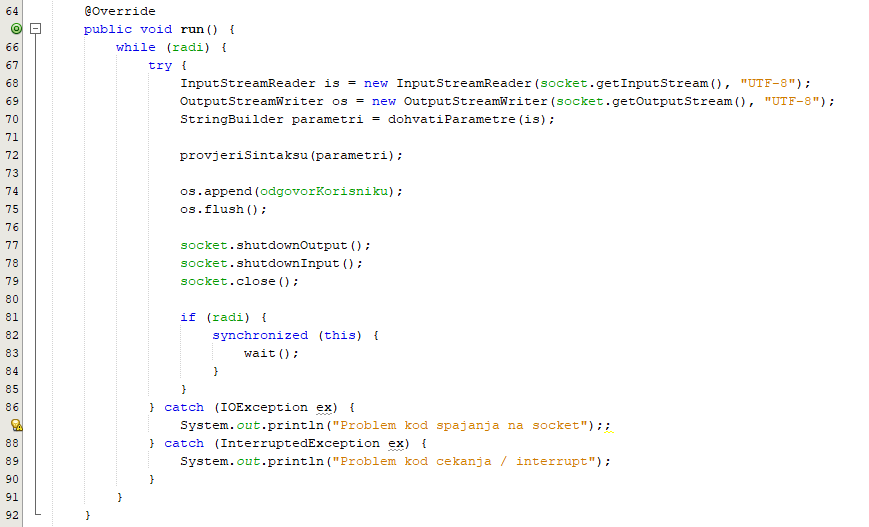 64 @Override
public void run() {
66 while (radi) {
67 try {
68 InputStreamReader is = new InputStreamReader(socket.getInputStream(), "UTF-8");
69 OutputStreamWriter os = new OutputStreamWriter(socket.getOutputStream(), "UTF-8");
70 StringBuilder parametri = dohvatiParametre(is);
71
72 provjeriSintaksu(parametri);
73
74 os.append(odgovorKorisniku);
75 os.flush();
76
77 socket.shutdownOutput();
78 socket.shutdownInput();
79 socket.close();
80
81 if (radi) {
82 synchronized (this) {
83 wait();
84 }
85 }
86 } catch (IOException ex) {
System.out.println("Problem kod spajanja na socket");;
88 } catch (InterruptedException ex) {
89 System.out.println("Problem kod cekanja / interrupt");
90 }
91 }
92 }